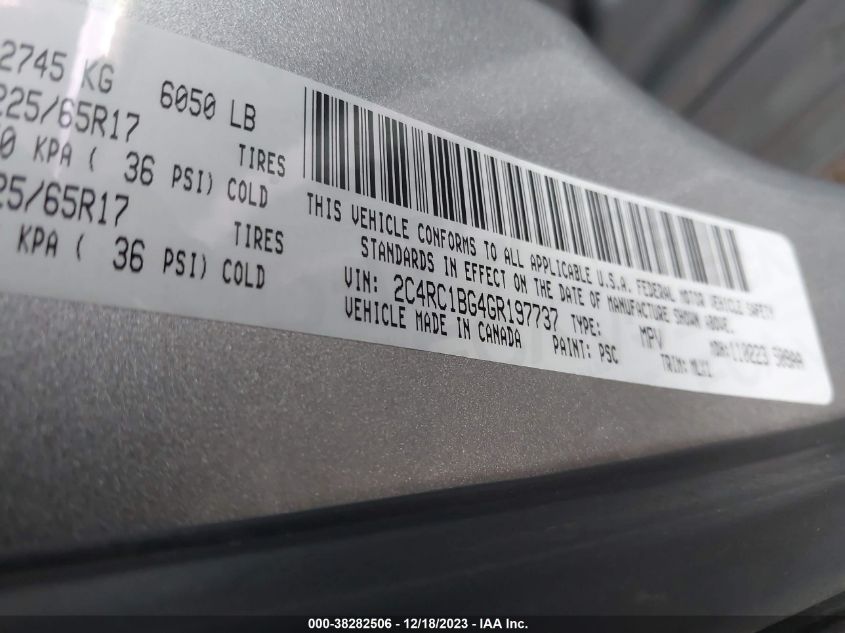 2745 KG 6050 LB
225/65R17 TIRES
0 KPA ( 36 PSI) COLD
25/65R17 TIRES
KPA ( 36 PSI) COLD
THIS VEHICLE CONFORMS TO ALL APPLICABLE U.S.A. FEDERAL MOTOR VEHICLE SAFETY
STANDARDS IN EFFECT ON THE DATE OF MANUFACTURE SHOWN ABOVE.
VIN: 2C4RC1BG4GR197737 TYPE: MPV
VEHICLE MADE IN CANADA PAINT: PSC TRIM:
000-38282506 - 12/18/2023 - IAA Inc.